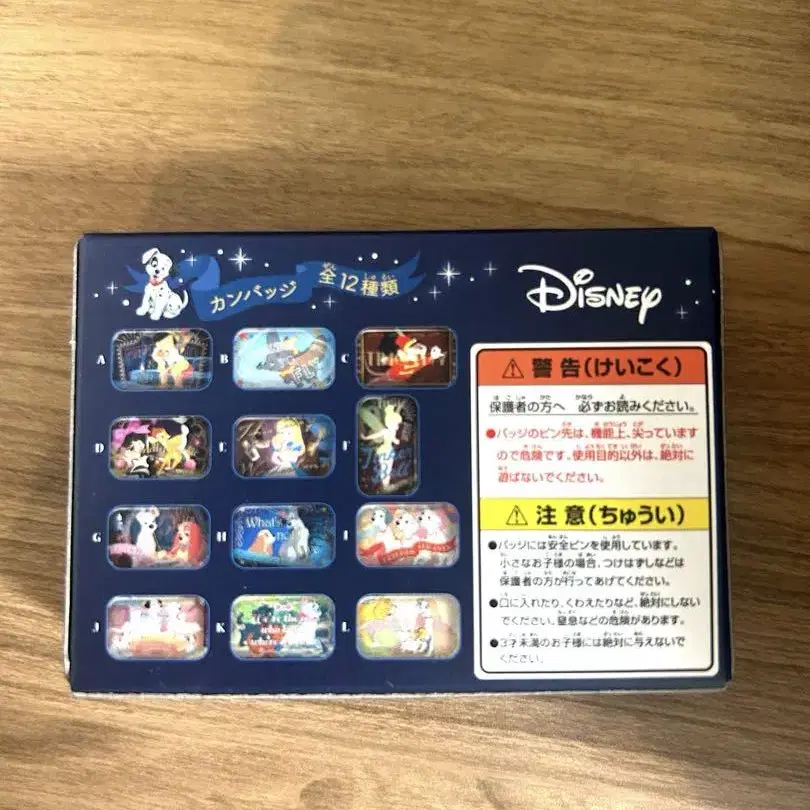 カンバッジ 全12種類
DISNEY
A
B
C
D
E
F
G
H
What's
I
J
K
L
⚠警告(けいこく)
保護者の方へ 必ずお読みください。
●バッジのピン先は、機能上、尖っています
ので危険です。使用目的以外は、絶対に
遊ばないでください。
⚠注意(ちゅうい)
●バッジには安全ピンを使用しています。
小さなお子様の場合、つけはずしなどは
保護者の方が行ってあげてください。
●口に入れたり、くわえたりなど、絶対にしない
でください。窒息などの危険があります。
●3才未満のお子様には絶対に与えないで
ください。